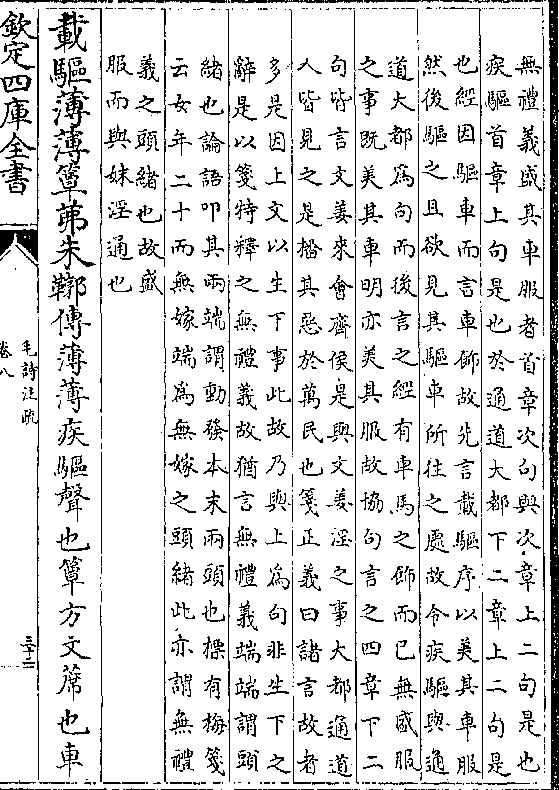 無禮義盛其車服者首章次句與次章上二句是也
疾驅首章上句是也於通道大都下二章上二句是
也經因驅車而言車飾故先言載驅序以美其車服
然後驅之且欲見其驅車所往之處故令疾驅與通
道大都為句而後言之經有車馬之飾而已無盛服
之事既美其車明亦美其服故協句言之四章下二
句皆言文姜來會齊侯是與文姜淫之事大都通道
人皆見之是播其惡於萬民也箋正義曰諸言故者
多是因上文以生下事此故乃與上為句非生下之
辭是以箋特釋之無禮義故猶言無禮義端端謂頭
緒也論語叩其兩端謂動發本末兩頭也摽有梅箋
云女年二十而無嫁端為無嫁之頭緒此亦謂無禮
義之頭緒也故盛
服而與妹淫通也
載驅薄薄簟茀朱鞹傳薄薄疾驅聲也簟方文蓆也車
欽定四庫全書
毛詩注疏
卷八
三十二